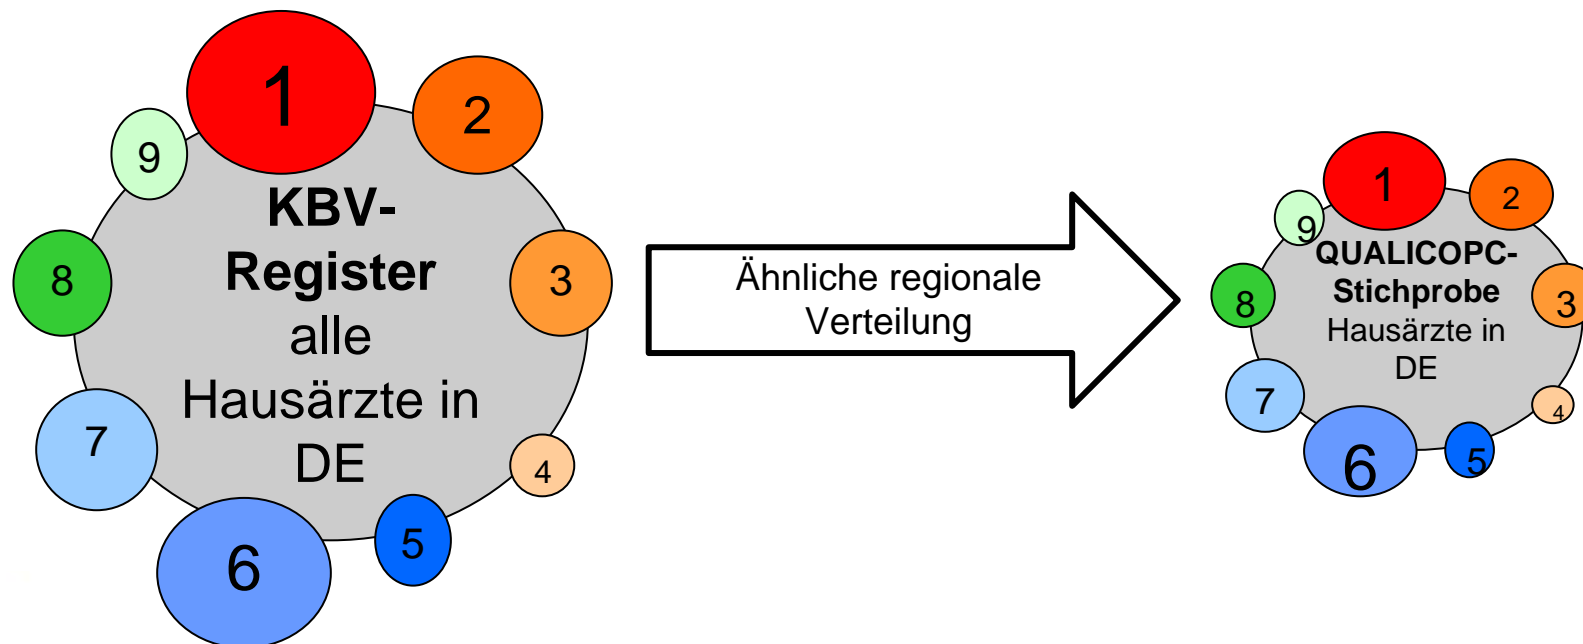 1
2
9
KBV-
Register
alle
Hausärzte in
DE
8
3
7
4
6
5
Ähnliche regionale
Verteilung
1
2
9
QUALICOPC-
Stichprobe
Hausärzte in
DE
8
3
7
4
6
5